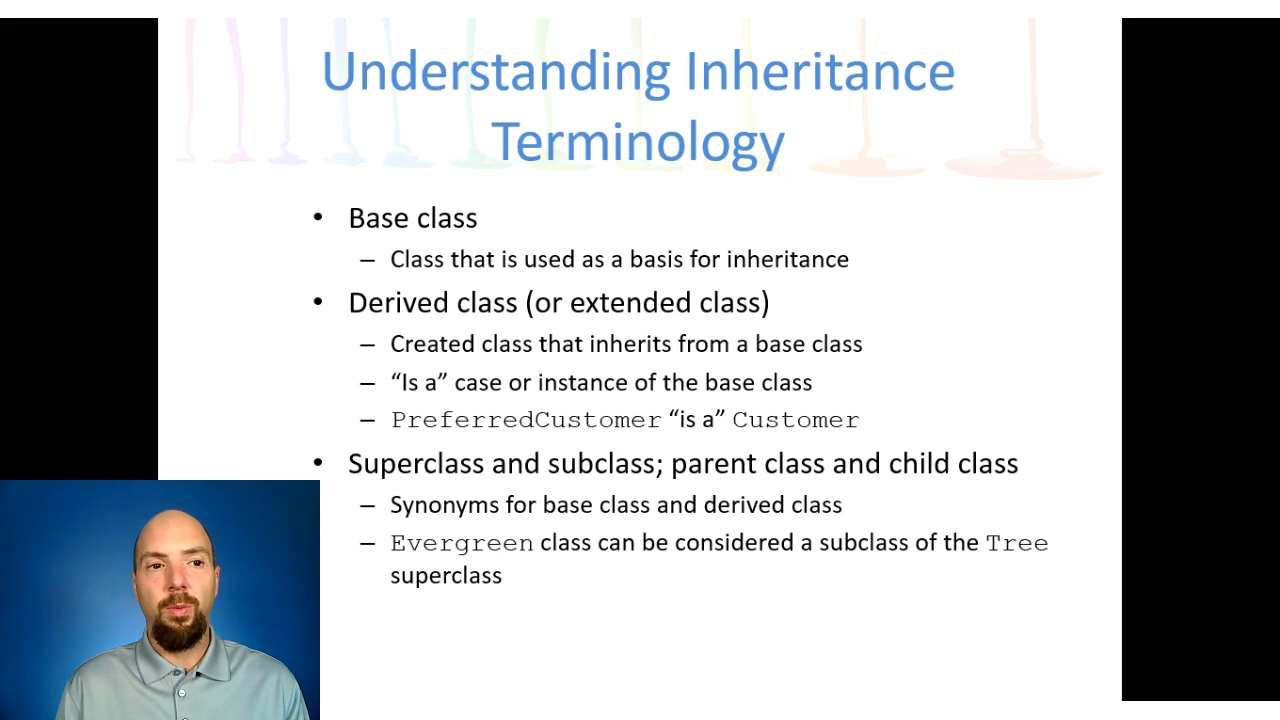 Understanding Inheritance
Terminology
• Base class
– Class that is used as a basis for inheritance
• Derived class (or extended class)
– Created class that inherits from a base class
– “Is a” case or instance of the base class
– PreferredCustomer “is a” Customer
• Superclass and subclass; parent class and child class
– Synonyms for base class and derived class
– Evergreen class can be considered a subclass of the Tree
superclass